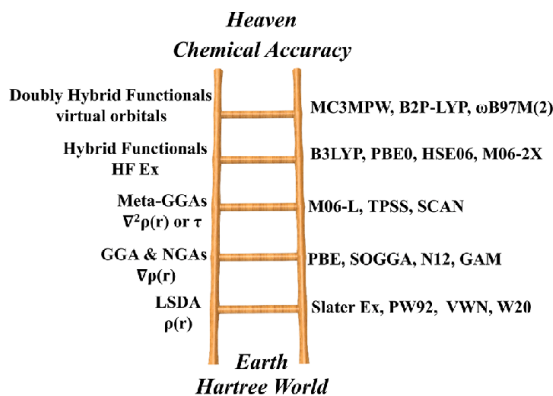 Heaven
Chemical Accuracy
Doubly Hybrid Functionals
virtual orbitals
MC3MPW, B2P-LYP, ωB97M(2)
Hybrid Functionals
HF Ex
B3LYP, PBE0, HSE06, M06-2X
Meta-GGAs
∇²ρ(r) or τ
M06-L, TPSS, SCAN
GGA & NGAs
∇ρ(r)
PBE, SOGGA, N12, GAM
LSDA
ρ(r)
Slater Ex, PW92, VWN, W20
Earth
Hartree World